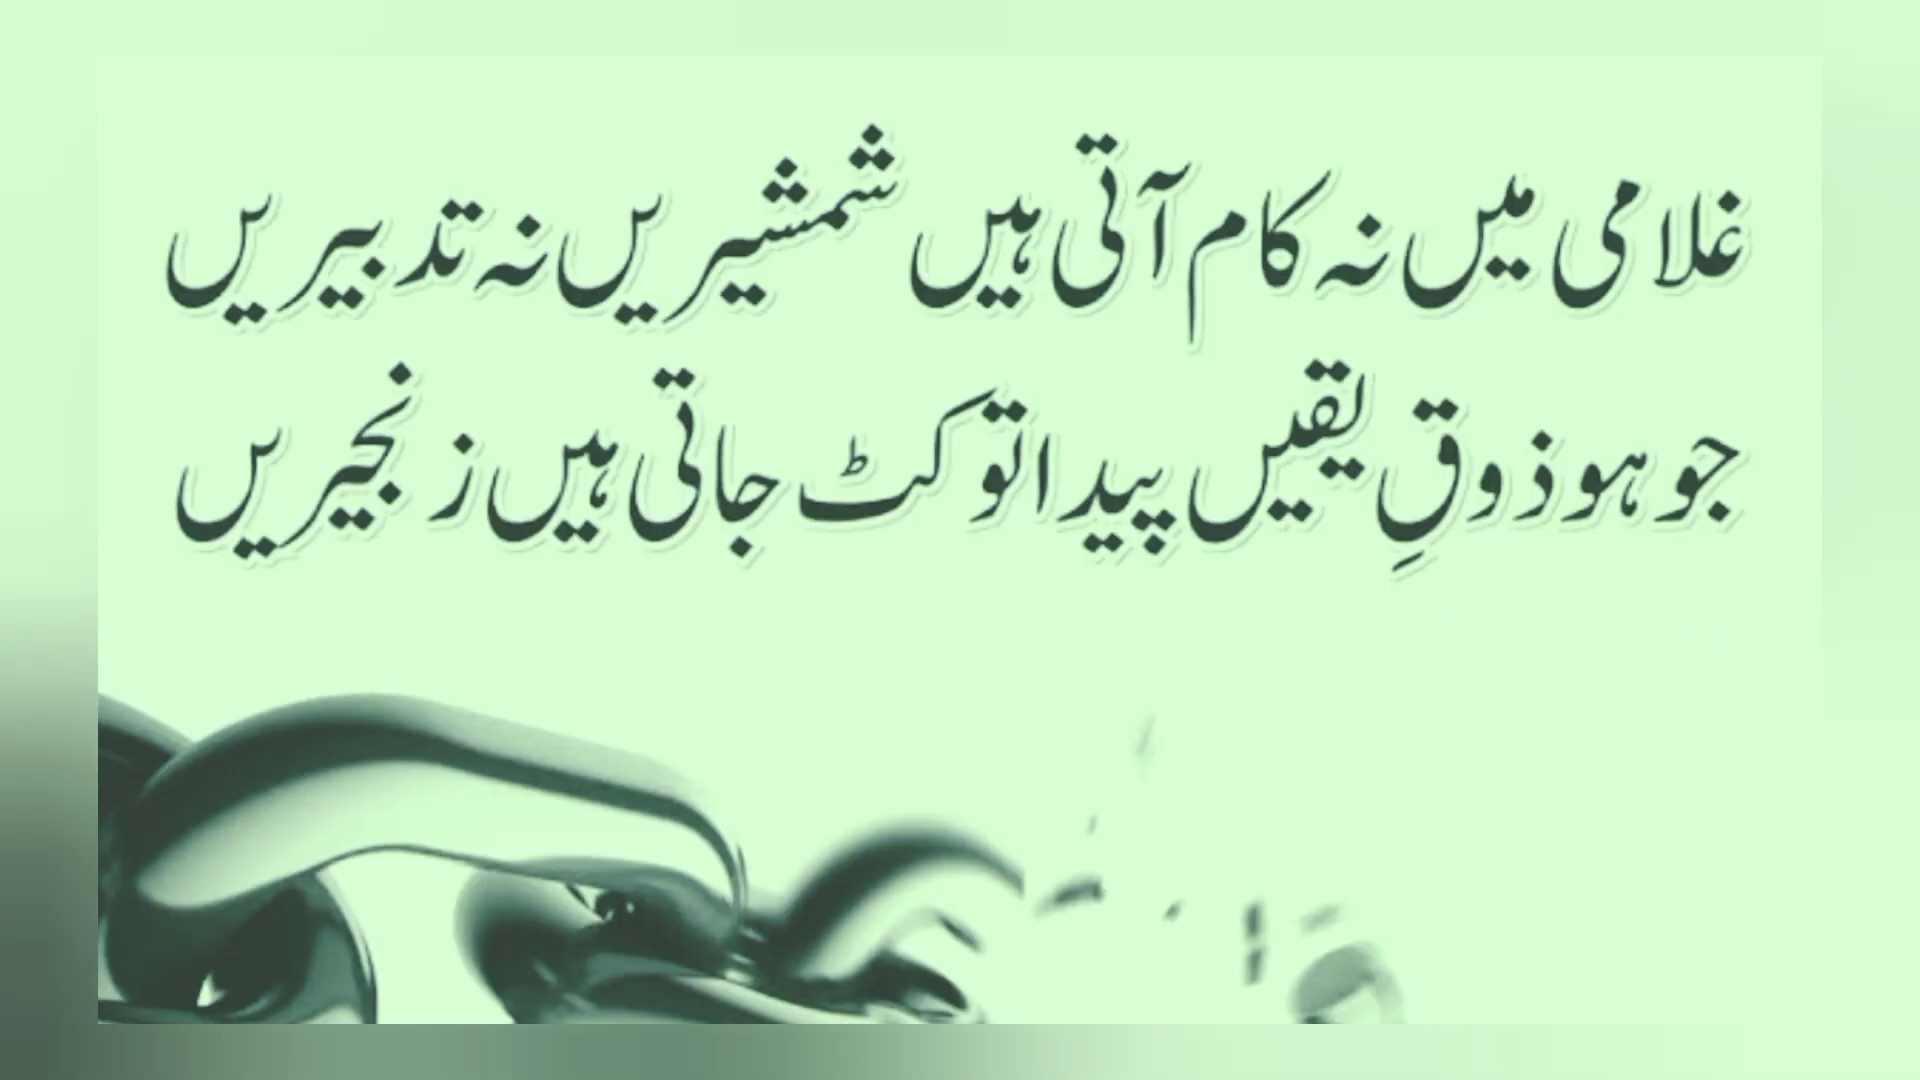 غلامی میں نہ کام آتی ہیں شمشیریں نہ تدبیریں
جو ہو ذوقِ یقیں پیدا تو کٹ جاتی ہیں زنجیریں